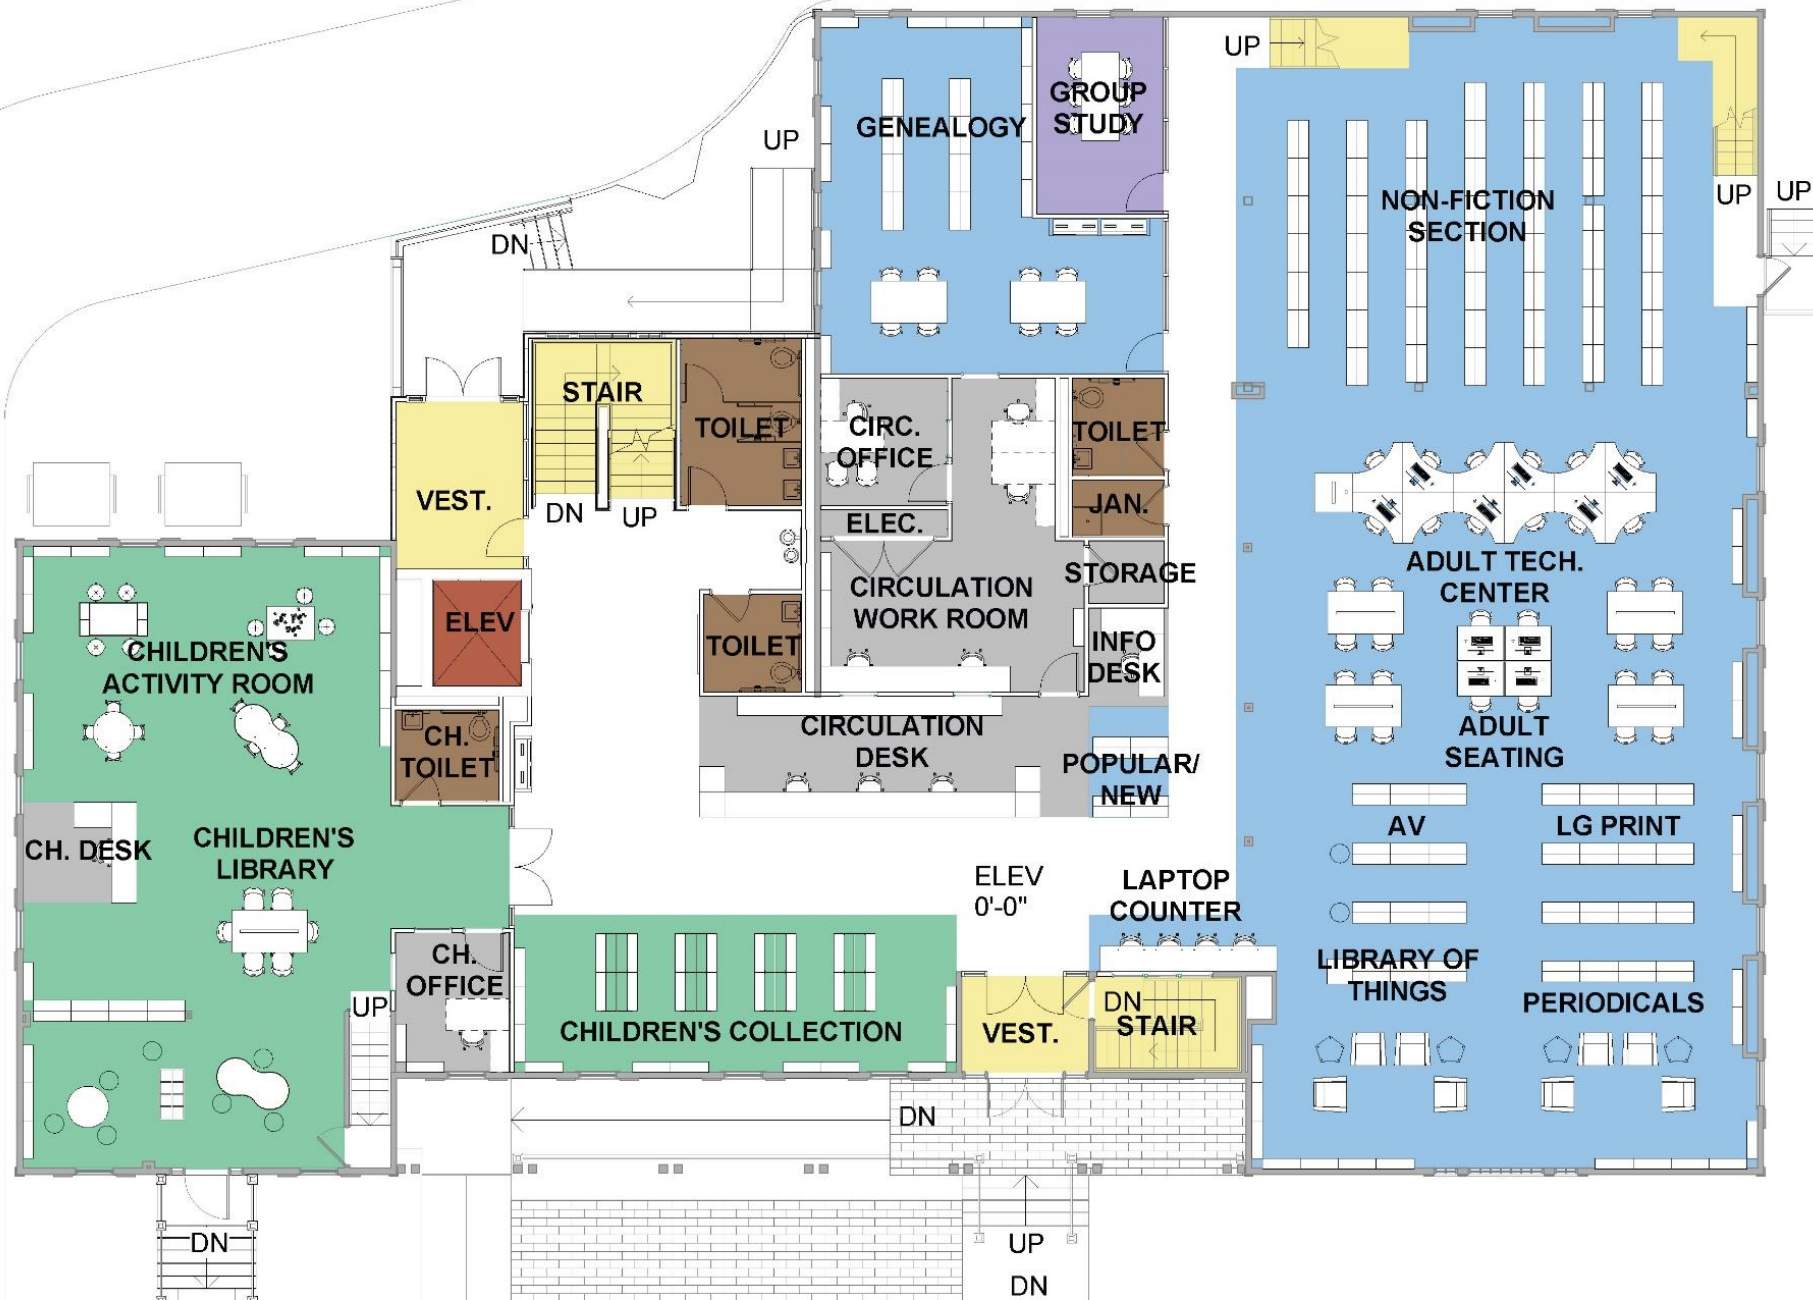 UP
GROUP
STUDY
GENEALOGY
UP
NON-FICTION
SECTION
UP
UP
DN
STAIR
TOILET
CIRC.
OFFICE
TOILET
VEST.
DN
UP
JAN.
ELEC.
ADULT TECH.
CENTER
STORAGE
CIRCULATION
WORK ROOM
ELEV
TOILET
INFO
DESK
CHILDREN'S
ACTIVITY ROOM
CH.
TOILET
CIRCULATION
DESK
ADULT
SEATING
POPULAR/
NEW
AV
LG PRINT
CH. DESK
CHILDREN'S
LIBRARY
ELEV
0'-0"
LAPTOP
COUNTER
CH.
OFFICE
LIBRARY OF
THINGS
PERIODICALS
UP
CHILDREN'S COLLECTION
VEST.
DN
STAIR
DN
DN
UP
DN